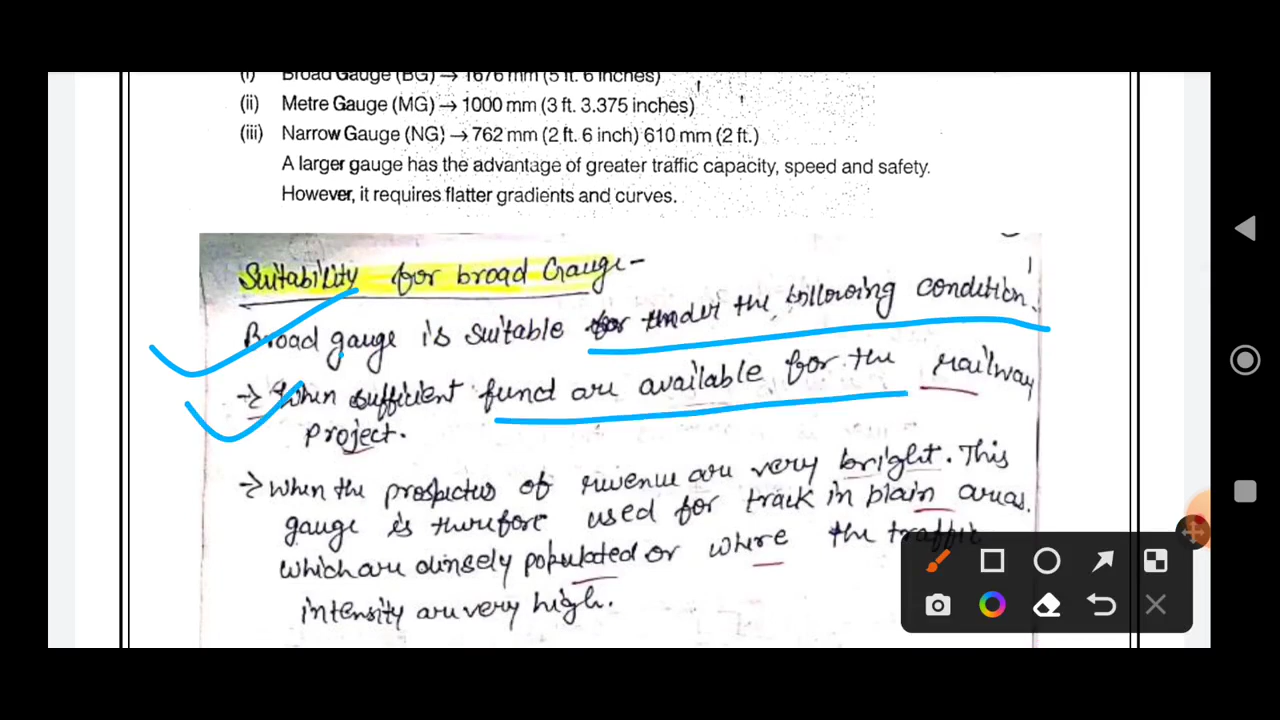 (i) Broad Gauge (BG) → 1676 mm (5 ft. 6 inches)
(ii) Metre Gauge (MG) → 1000 mm (3 ft. 3.375 inches)
(iii) Narrow Gauge (NG) → 762 mm (2 ft. 6 inch) 610 mm (2 ft.)
A larger gauge has the advantage of greater traffic capacity, speed and safety.
However, it requires flatter gradients and curves.
Suitability for broad Gauge-
Broad gauge is suitable for under the following condition.
→ When sufficient fund are available for the railway
project.
→ When the prospectus of revenue are very bright. This
gauge is therefore used for track in plain areas.
which are dinsely populated or where the traffic
intensity are very high.